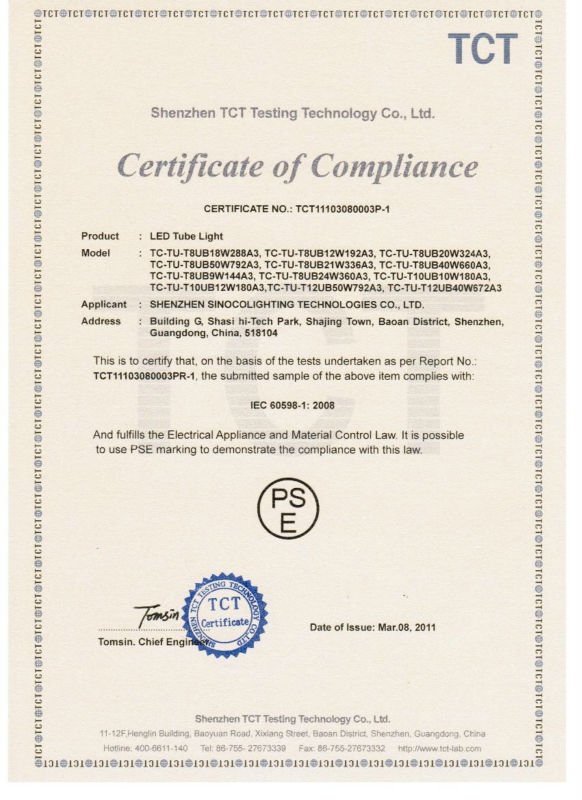 TCT
Shenzhen TCT Testing Technology Co., Ltd.
Certificate of Compliance
CERTIFICATE NO.: TCT11103080003P-1
Product : LED Tube Light
Model : TC-TU-T8UB18W288A3, TC-TU-T8UB12W192A3, TC-TU-T8UB20W324A3,
TC-TU-T8UB50W792A3, TC-TU-T8UB21W336A3, TC-TU-T8UB40W660A3,
TC-TU-T8UB9W144A3, TC-TU-T8UB24W360A3, TC-TU-T10UB10W180A3,
TC-TU-T10UB12W180A3,TC-TU-T12UB50W792A3, TC-TU-T12UB40W672A3
Applicant : SHENZHEN SINOCOLIGHTING TECHNOLOGIES CO., LTD.
Address : Building G, Shasi hi-Tech Park, Shajing Town, Baoan District, Shenzhen,
Guangdong, China, 518104
This is to certify that, on the basis of the tests undertaken as per Report No.:
TCT11103080003PR-1, the submitted sample of the above item complies with:
IEC 60598-1: 2008
And fulfills the Electrical Appliance and Material Control Law. It is possible
to use PSE marking to demonstrate the compliance with this law.
PS
E
Tomsin
SHENZHEN TCT TESTING TECHNOLOGY CO.LTD
TCT
Certificate
Tomsin. Chief Engineer
Date of Issue: Mar.08, 2011
Shenzhen TCT Testing Technology Co., Ltd.
11-12F,Henglin Building, Baoyuan Road, Xixiang Street, Baoan District, Shenzhen, Guangdong, China
Hotline: 400-6611-140 Tel: 86-755- 27673339 Fax: 86-755-27673332 http://www.tct-lab.com